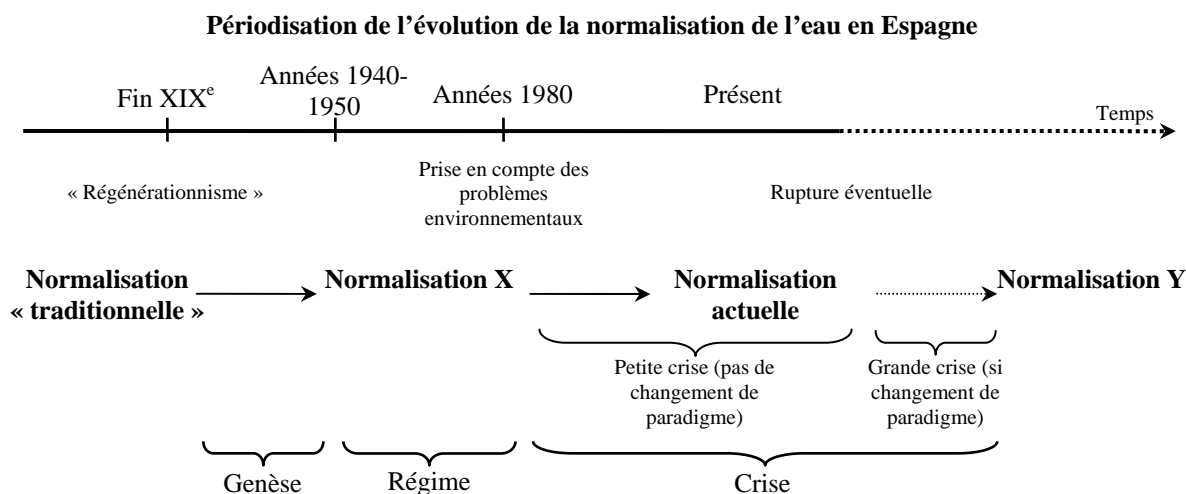 Périodisation de l’évolution de la normalisation de l’eau en Espagne
Fin XIXe
Années 1940-
1950
Années 1980
Présent
Temps
« Régénérationnisme »
Prise en compte des
problèmes
environnementaux
Rupture éventuelle
Normalisation
« traditionnelle »
Normalisation X
Normalisation
actuelle
Normalisation Y
Petite crise (pas de
changement de
paradigme)
Grande crise (si
changement de
paradigme)
Genèse
Régime
Crise